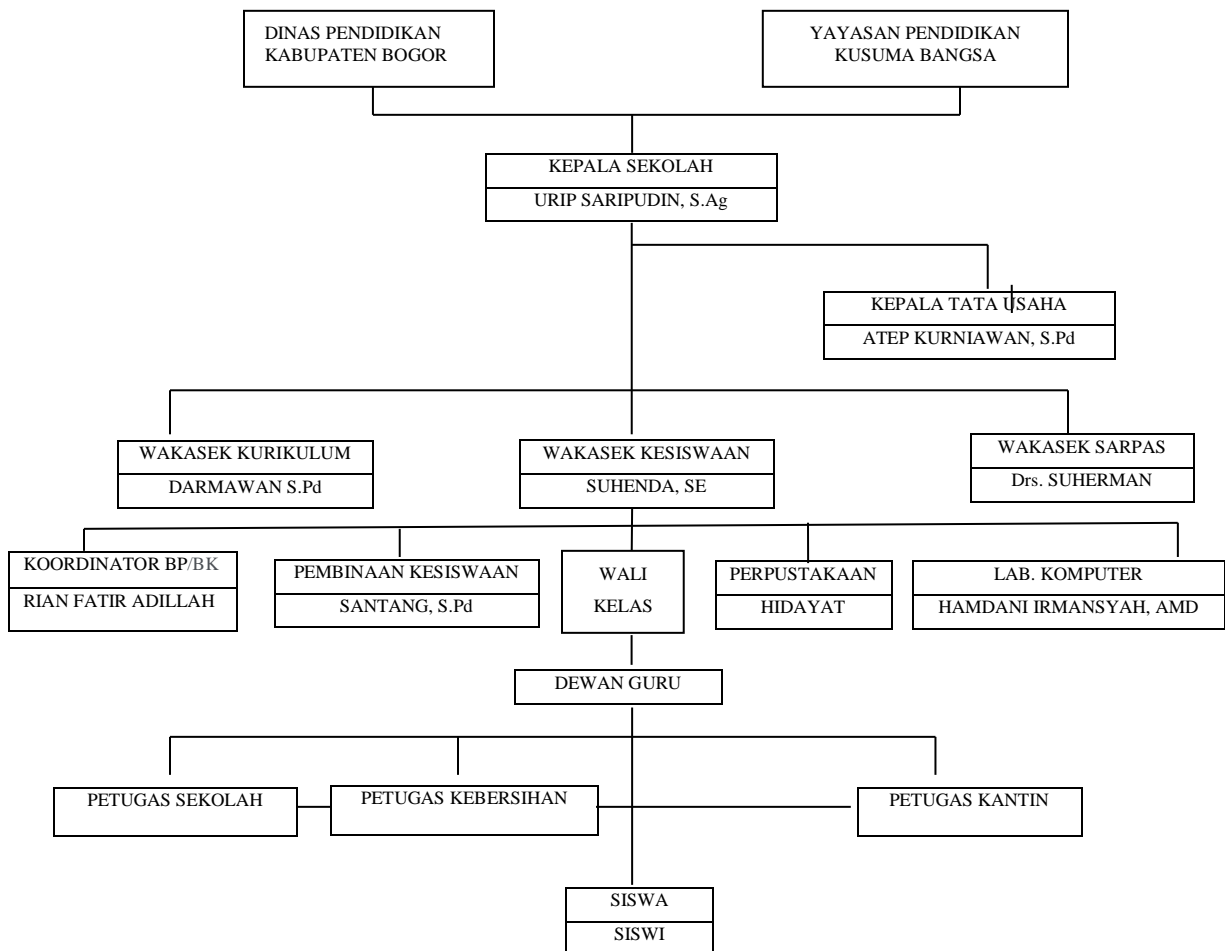 DINAS PENDIDIKAN
KABUPATEN BOGOR
YAYASAN PENDIDIKAN
KUSUMA BANGSA
KEPALA SEKOLAH
URIP SARIPUDIN, S.Ag
KEPALA TATA USAHA
ATEP KURNIAWAN, S.Pd
WAKASEK KURIKULUM
DARMAWAN S.Pd
WAKASEK KESISWAAN
SUHENDA, SE
WAKASEK SARPAS
Drs. SUHERMAN
KOORDINATOR BP/BK
RIAN FATIR ADILLAH
PEMBINAAN KESISWAAN
SANTANG, S.Pd
WALI
KELAS
PERPUSTAKAAN
HIDAYAT
LAB. KOMPUTER
HAMDANI IRMANSYAH, AMD
DEWAN GURU
PETUGAS SEKOLAH
PETUGAS KEBERSIHAN
PETUGAS KANTIN
SISWA
SISWI